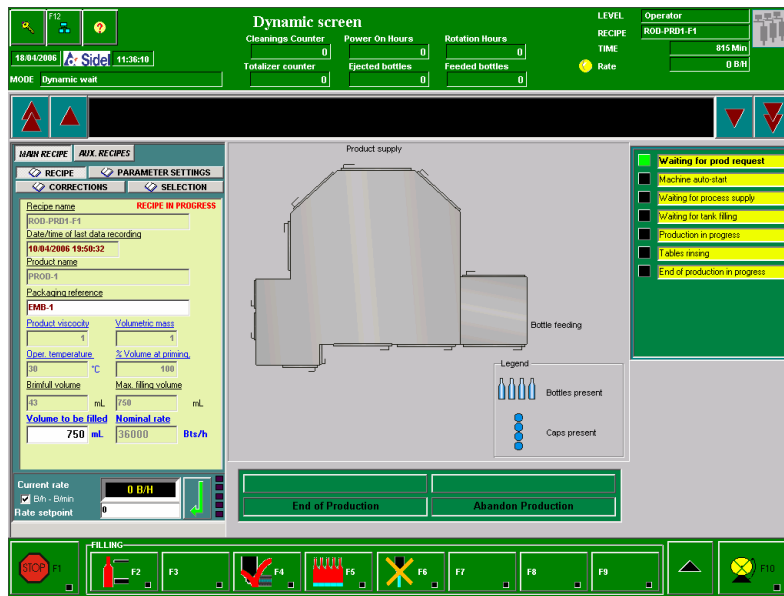 F12
Dynamic screen
LEVEL Operator
RECIPE ROD-PRD1-F1
TIME 815 Min
Rate 0 B/H
Cleanings Counter Power On Hours Rotation Hours
0 0 0
Totalizer counter Ejected bottles Feeded bottles
0 0 0
18/04/2006 Sidel 11:36:10
MODE Dynamic wait
MAIN RECIPE AUX. RECIPES
RECIPE PARAMETER SETTINGS
CORRECTIONS SELECTION
Recipe name RECIPE IN PROGRESS
ROD-PRD1-F1
Date/time of last data recording
10/04/2006 19:50:32
Product name
PROD-1
Packaging reference
EMB-1
Product viscocity Volumetric mass
1 1
Oper. temperature % Volume at priming.
30 °C 100
Brimfull volume Max. filling volume
43 mL 750 mL
Volume to be filled Nominal rate
750 mL 36000 Bts/h
Current rate
0 B/H
B/h - B/min
Rate setpoint 0
Product supply
Bottle feeding
Legend
Bottles present
Caps present
End of Production Abandon Production
Waiting for prod request
Machine auto-start
Waiting for process supply
Waiting for tank filling
Production in progress
Tables rinsing
End of production in progress
FILLING
STOP F1 F2 F3 F4 F5 F6 F7 F8 F9 F10